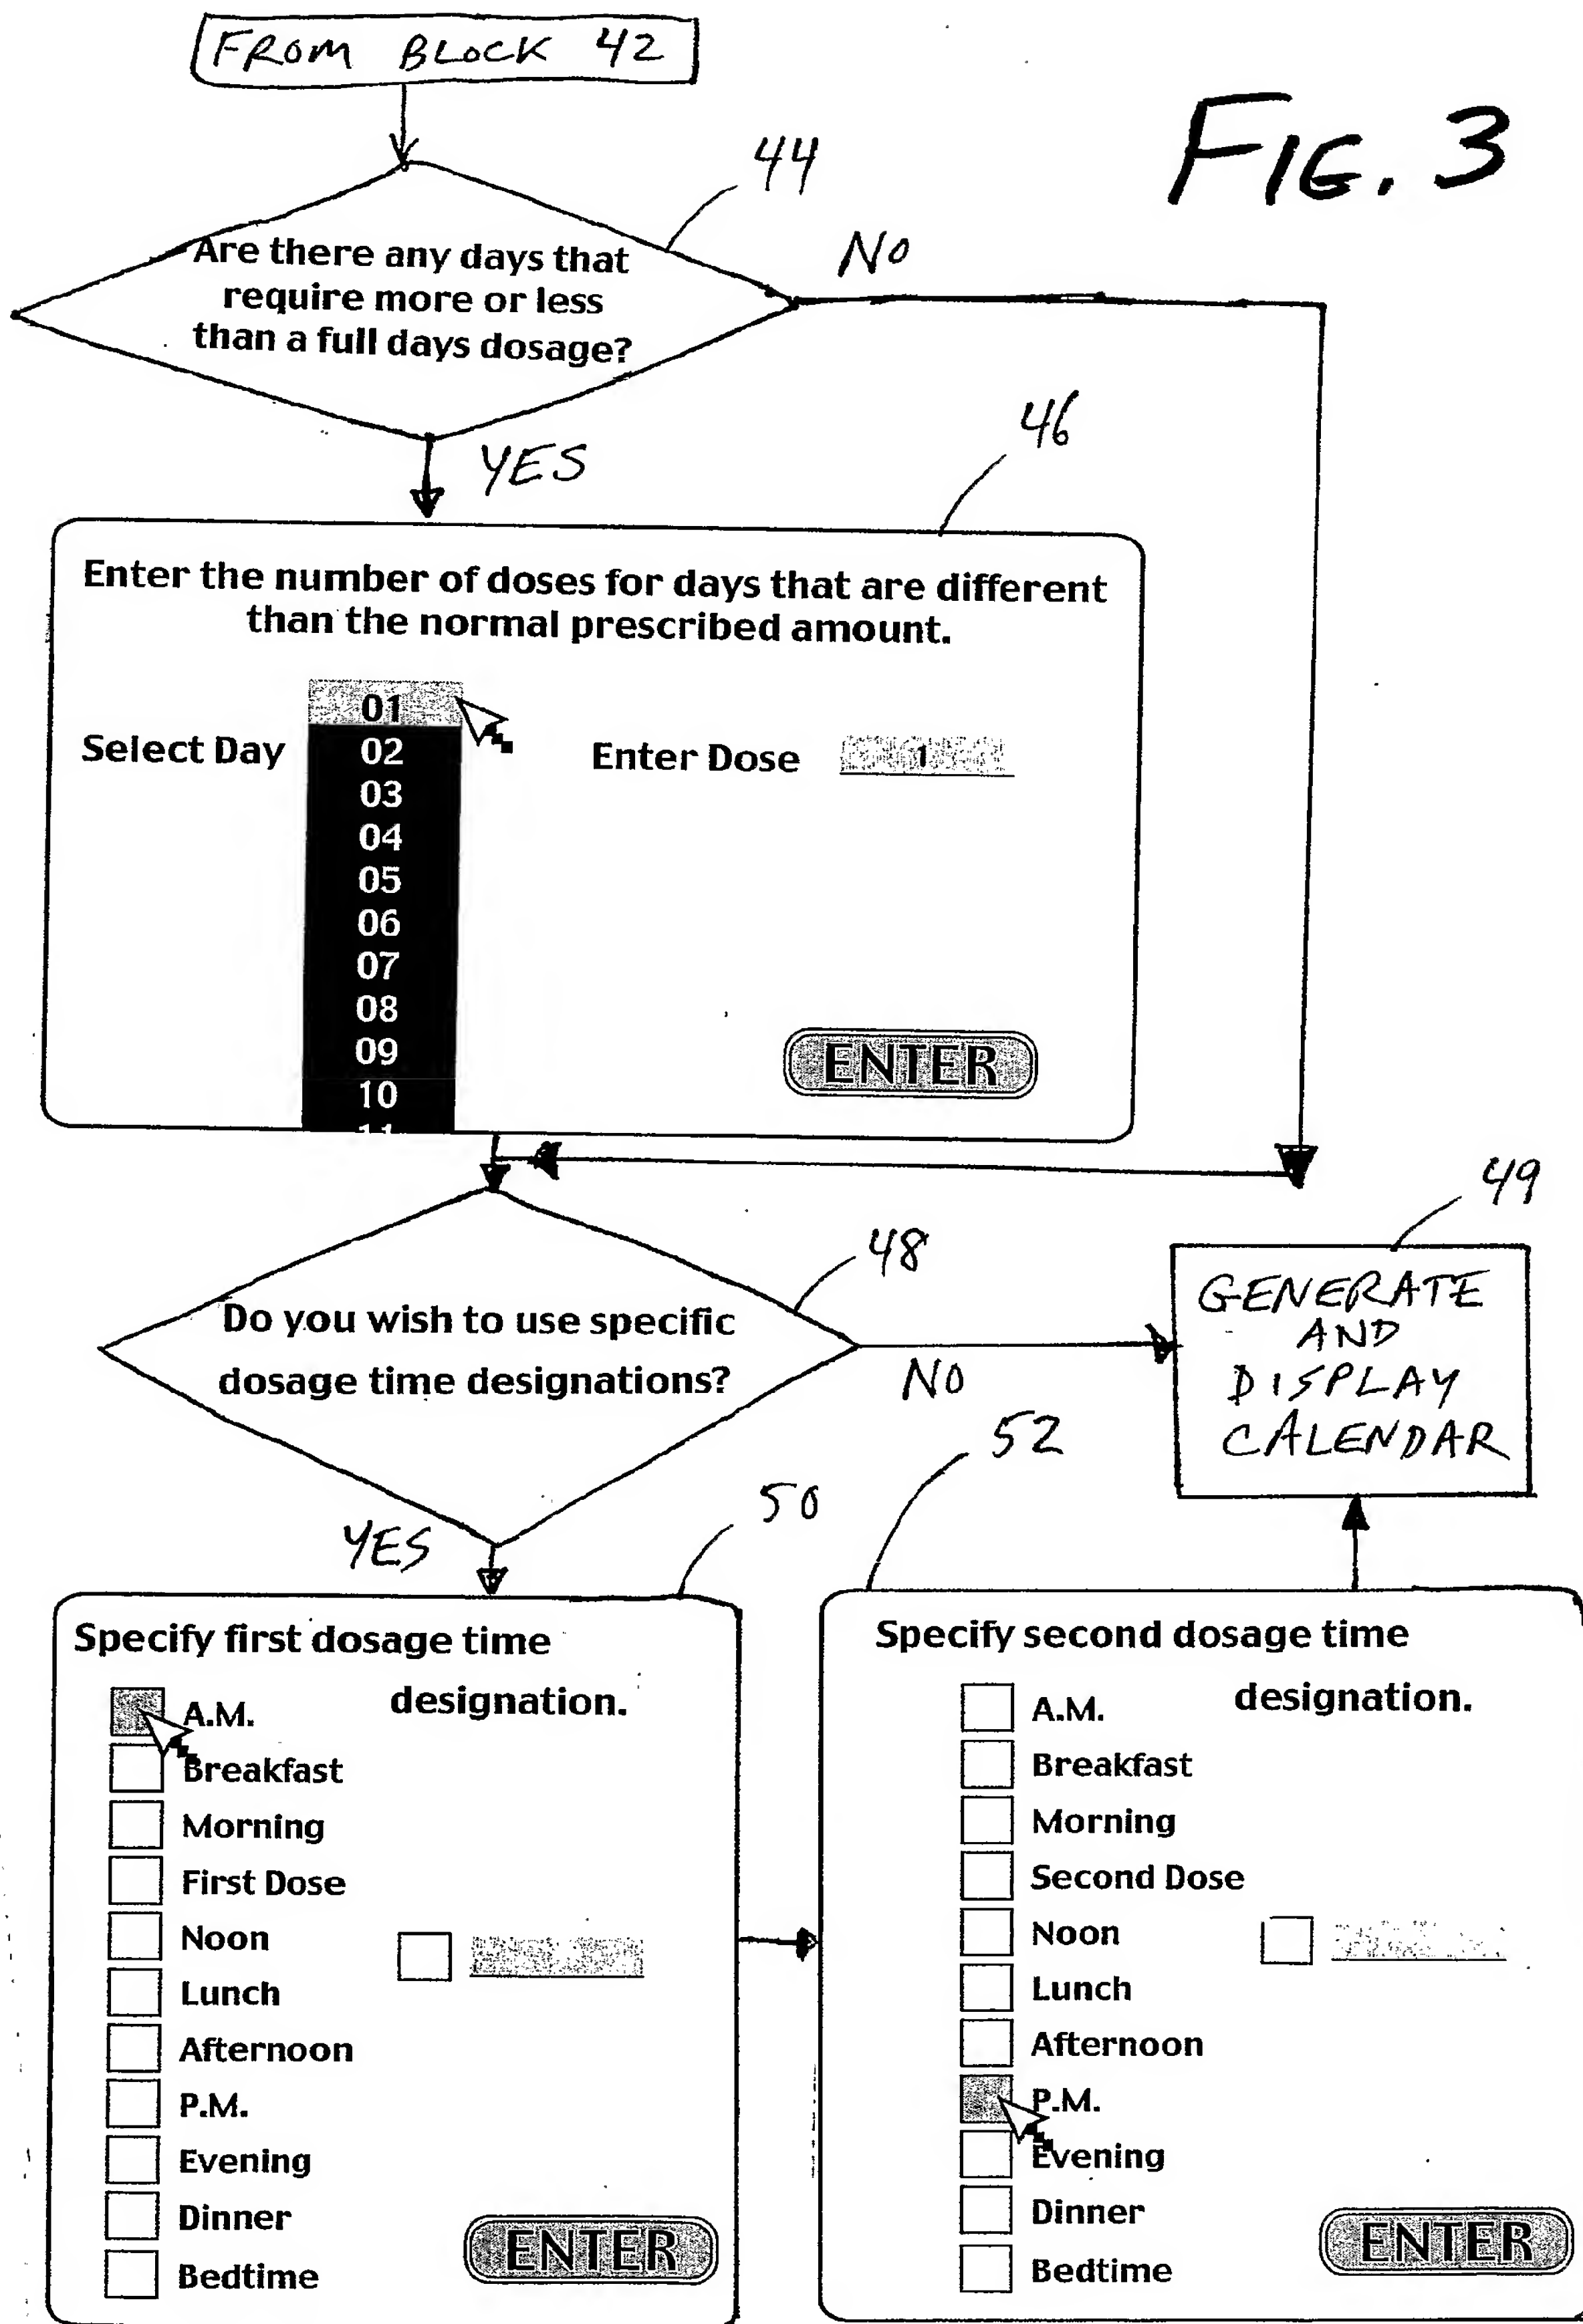 FROM BLOCK 42
FIG. 3
44
Are there any days that
require more or less
than a full days dosage?
NO
YES
46
Enter the number of doses for days that are different
than the normal prescribed amount.
Select Day
01
02
03
04
05
06
07
08
09
10
11
Enter Dose 1
ENTER
48
Do you wish to use specific
dosage time designations?
NO
YES
49
GENERATE
AND
DISPLAY
CALENDAR
50
Specify first dosage time
designation.
A.M.
Breakfast
Morning
First Dose
Noon
Lunch
Afternoon
P.M.
Evening
Dinner
Bedtime
ENTER
52
Specify second dosage time
designation.
A.M.
Breakfast
Morning
Second Dose
Noon
Lunch
Afternoon
P.M.
Evening
Dinner
Bedtime
ENTER